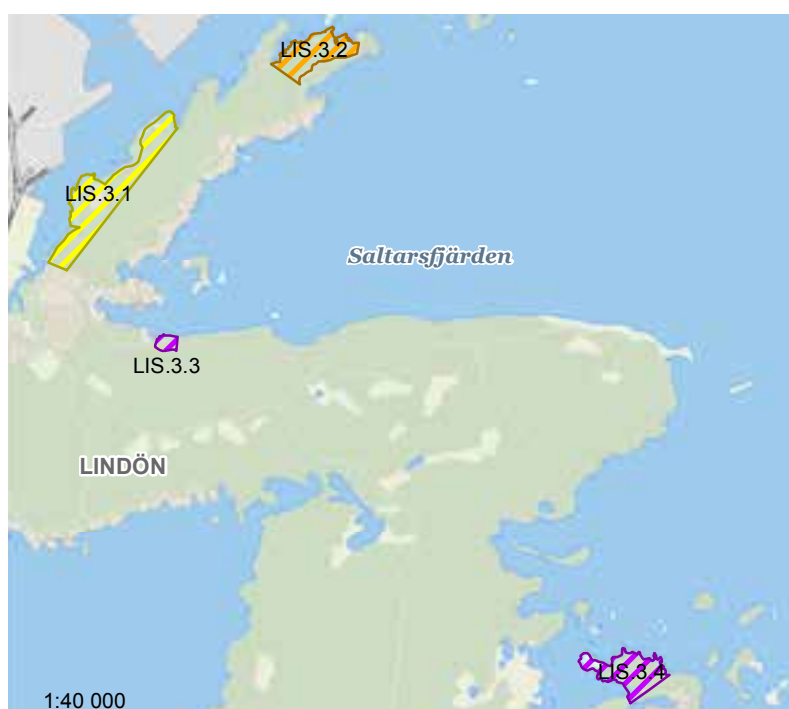 LIS.3.2
LIS.3.1
Saltarsfjärden
LIS.3.3
LINDÖN
LIS.3.4
1:40 000